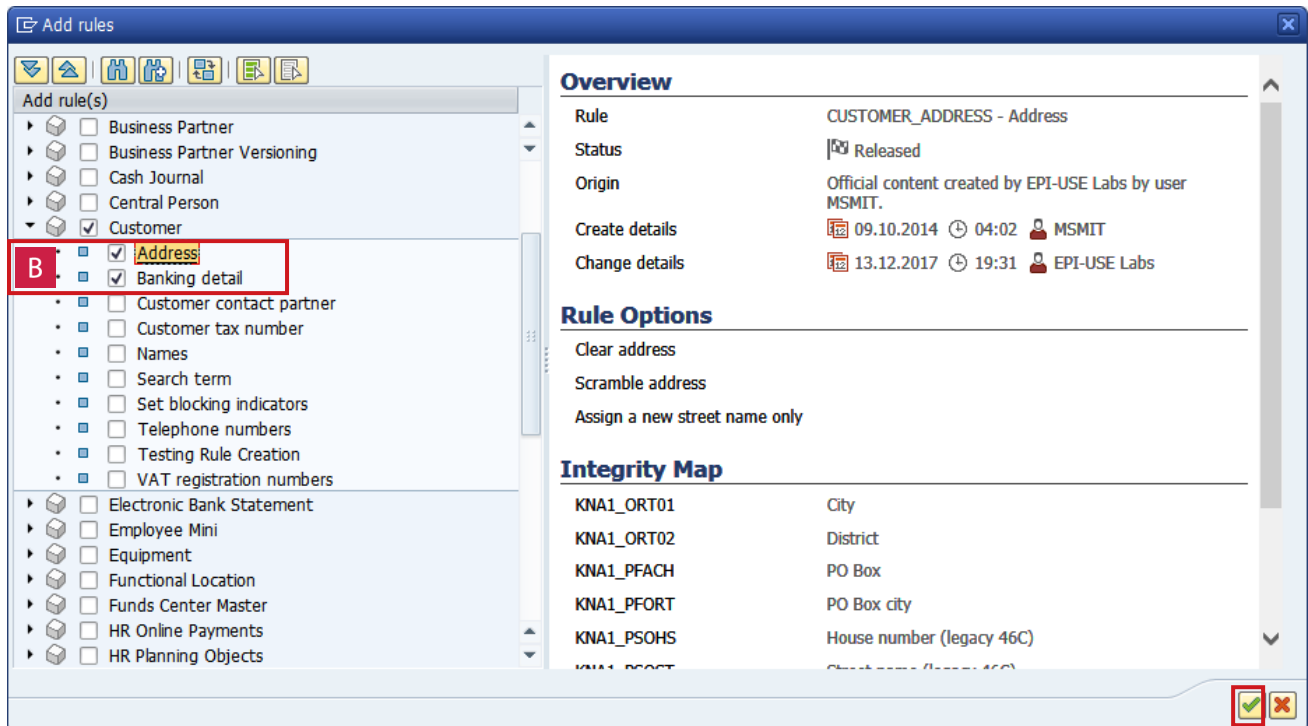 Add rules
Add rule(s)
Business Partner
Business Partner Versioning
Cash Journal
Central Person
Customer
B
Address
Banking detail
Customer contact partner
Customer tax number
Names
Search term
Set blocking indicators
Telephone numbers
Testing Rule Creation
VAT registration numbers
Electronic Bank Statement
Employee Mini
Equipment
Functional Location
Funds Center Master
HR Online Payments
HR Planning Objects
Overview
Rule CUSTOMER_ADDRESS - Address
Status Released
Origin Official content created by EPI-USE Labs by user
MSMIT.
Create details 09.10.2014 04:02 MSMIT
Change details 13.12.2017 19:31 EPI-USE Labs
Rule Options
Clear address
Scramble address
Assign a new street name only
Integrity Map
KNA1_ORT01 City
KNA1_ORT02 District
KNA1_PFACH PO Box
KNA1_PFORT PO Box city
KNA1_PSOHS House number (legacy 46C)